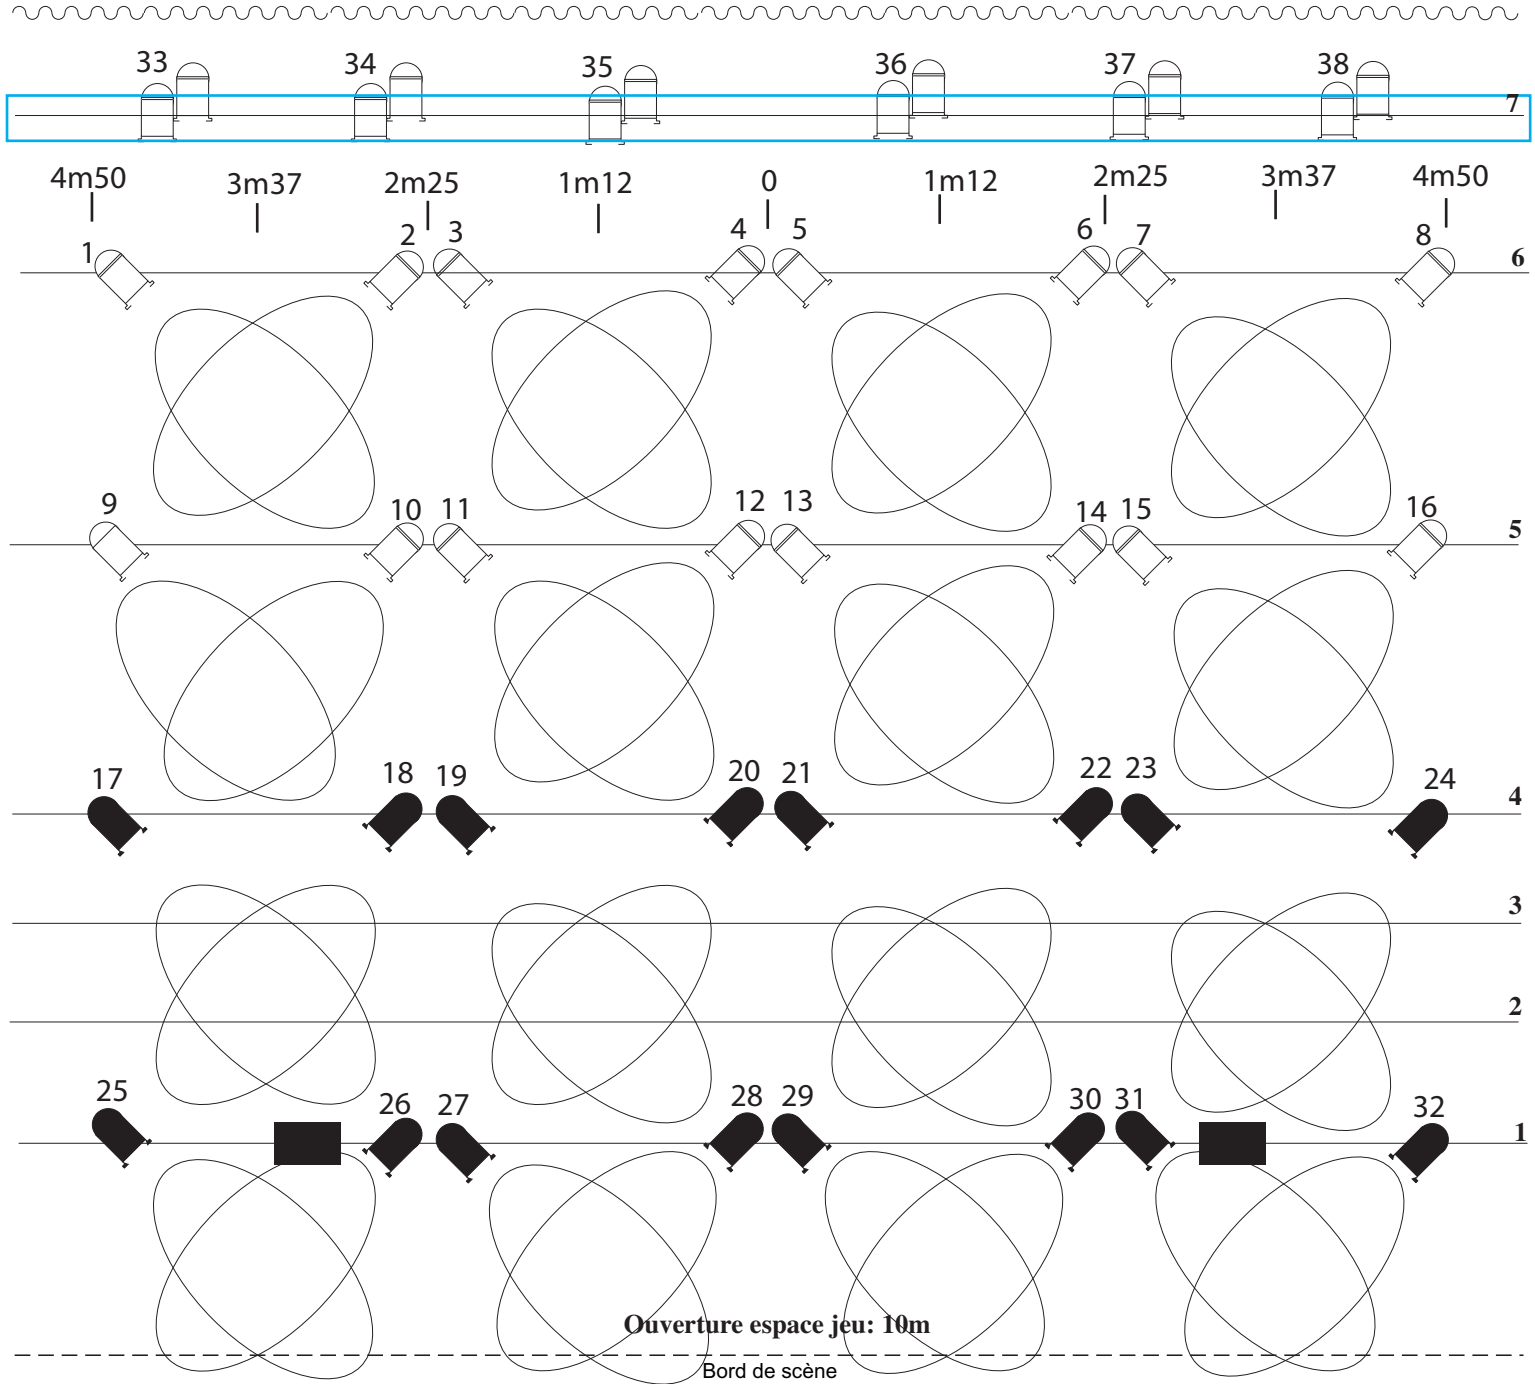 33 34 35 36 37 38
7
4m50 3m37 2m25 1m12 0 1m12 2m25 3m37 4m50
1 2 3 4 5 6 7 8
6
9 10 11 12 13 14 15 16
5
17 18 19 20 21 22 23 24
4
3
2
25 26 27 28 29 30 31 32
1
Ouverture espace jeu: 10m
Bord de scène